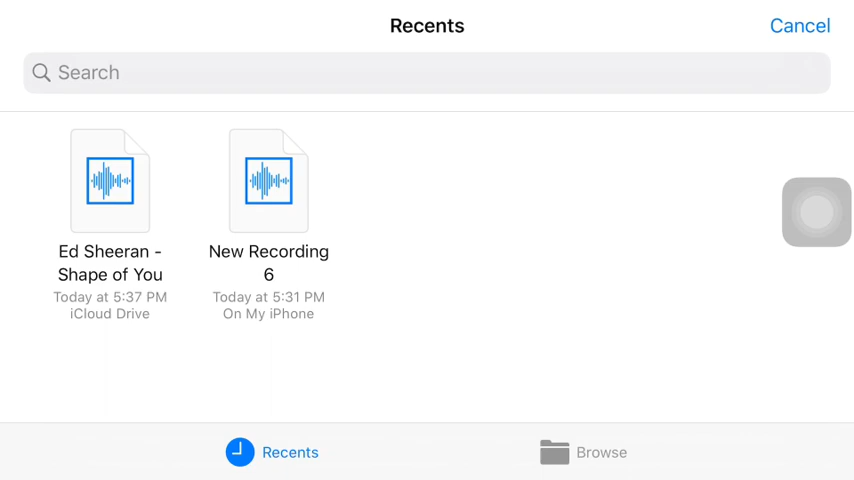 Recents
Cancel
Search
Ed Sheeran -
Shape of You
Today at 5:37 PM
iCloud Drive
New Recording
6
Today at 5:31 PM
On My iPhone
Recents
Browse